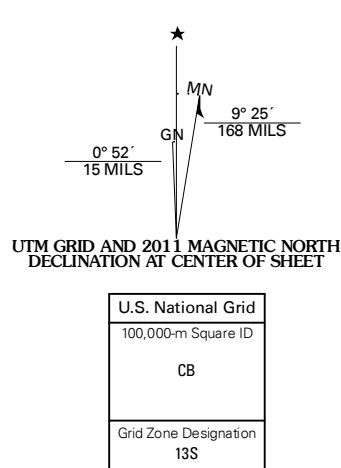 ★
MN
9° 25´
168 MILS
GN
0° 52´
15 MILS
UTM GRID AND 2011 MAGNETIC NORTH
DECLINATION AT CENTER OF SHEET
U.S. National Grid
100,000-m Square ID
CB
Grid Zone Designation
13S